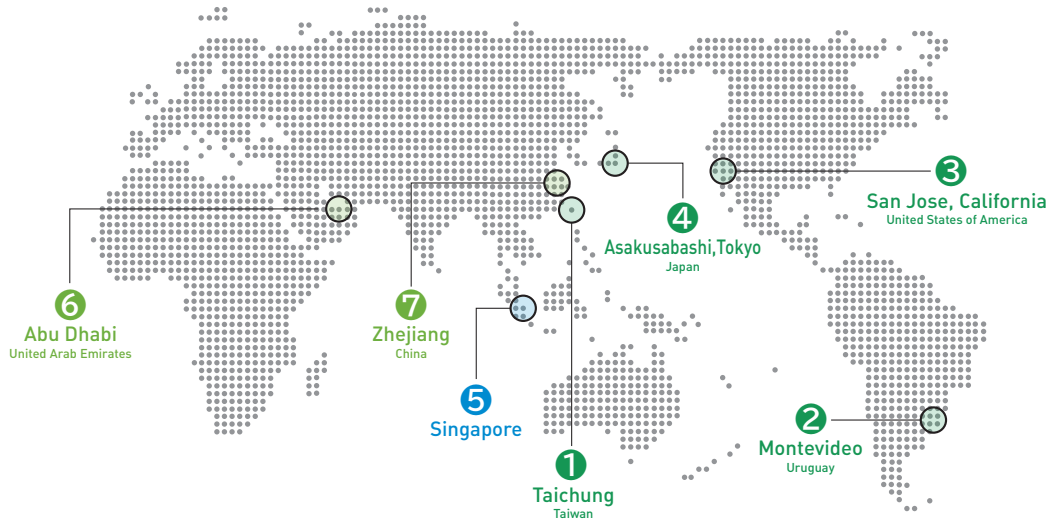 3
San Jose, California
United States of America
4
Asakusabashi,Tokyo
Japan
6
Abu Dhabi
United Arab Emirates
7
Zhejiang
China
5
Singapore
2
Montevideo
Uruguay
1
Taichung
Taiwan